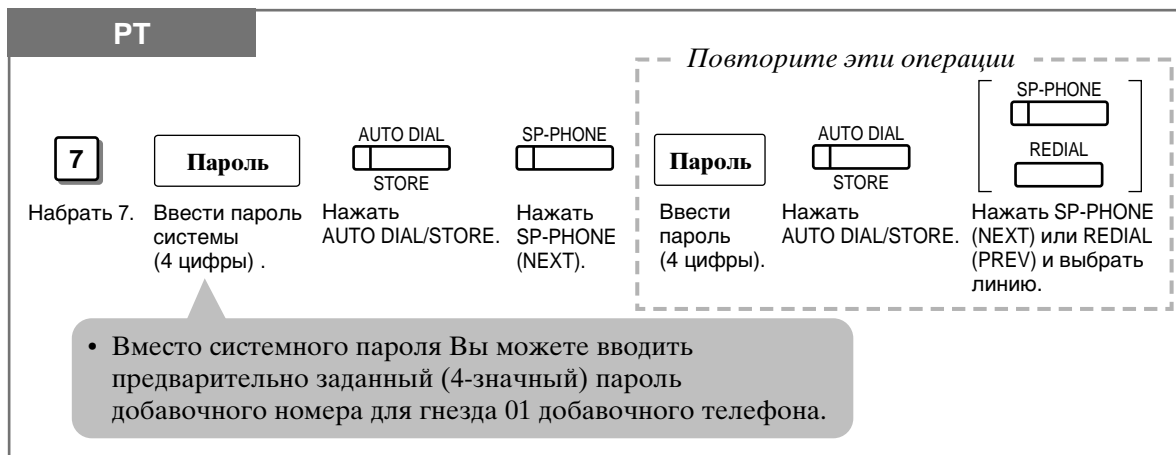 РТ
Повторите эти операции
7
Набрать 7.
Пароль
Ввести пароль
системы
(4 цифры) .
AUTO DIAL
STORE
Нажать
AUTO DIAL/STORE.
SP-PHONE
Нажать
SP-PHONE
(NEXT).
Пароль
Ввести
пароль
(4 цифры).
AUTO DIAL
STORE
Нажать
AUTO DIAL/STORE.
SP-PHONE
REDIAL
Нажать SP-PHONE
(NEXT) или REDIAL
(PREV) и выбрать
линию.
• Вместо системного пароля Вы можете вводить
предварительно заданный (4-значный) пароль
добавочного номера для гнезда 01 добавочного телефона.